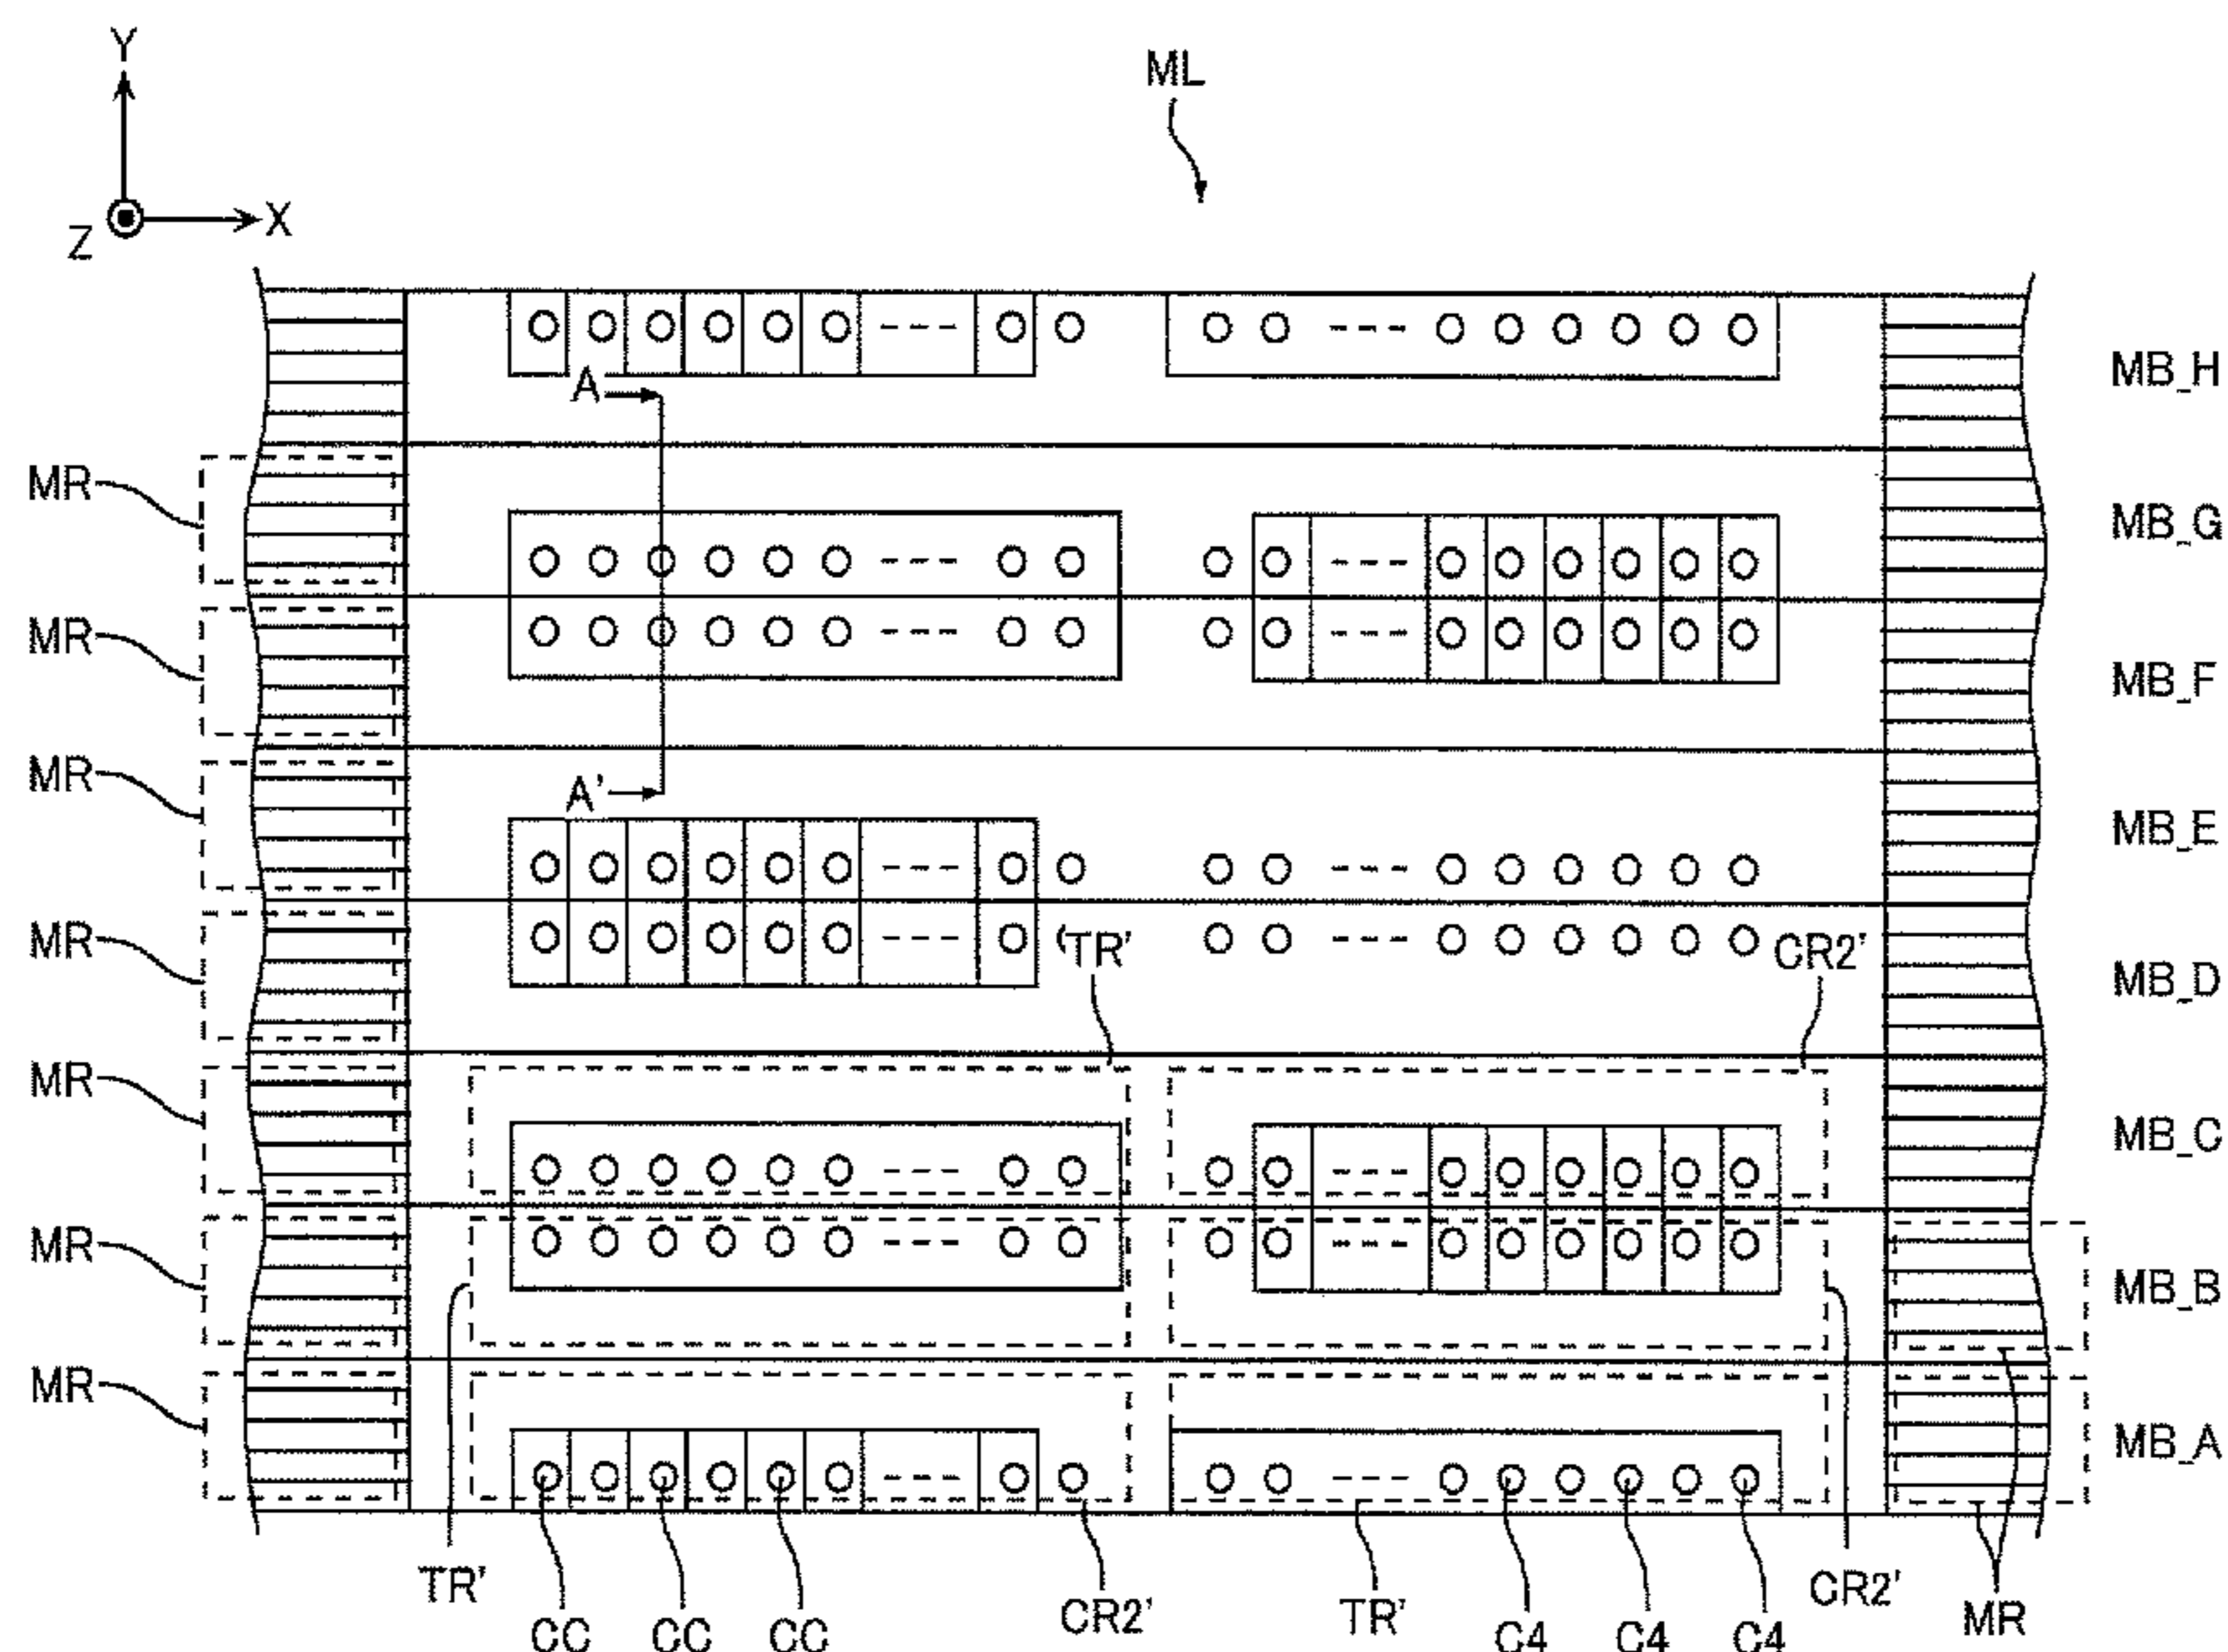 Y
ML
Z
X
A
MB_H
MR
MB_G
MR
MB_F
MR
A'
MB_E
MR
TR'
CR2'
MB_D
MR
MB_C
MR
MB_B
MR
MB_A
TR'
CC
CC
CC
CR2'
TR'
C4
C4
C4
CR2'
MR